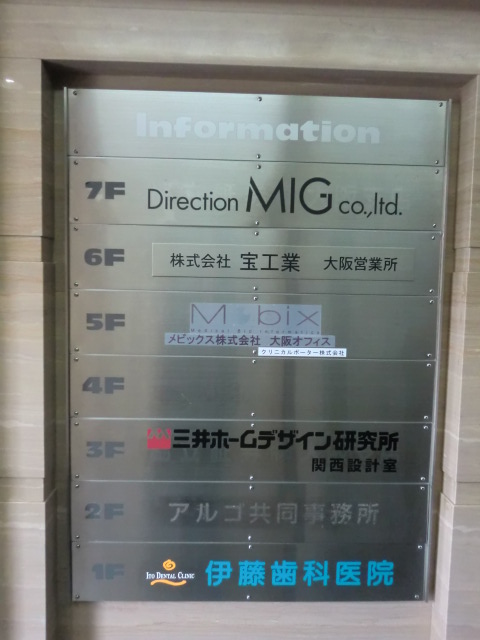 Information
7F Direction MIG co.,ltd.
6F 株式会社 宝工業 大阪営業所
5F Mebix
Medical Bio Informatics
メビックス株式会社 大阪オフィス
クリニカルポーター株式会社
4F
3F 三井ホームデザイン研究所
関西設計室
2F アルゴ共同事務所
1F ITO DENTAL CLINIC 伊藤歯科医院